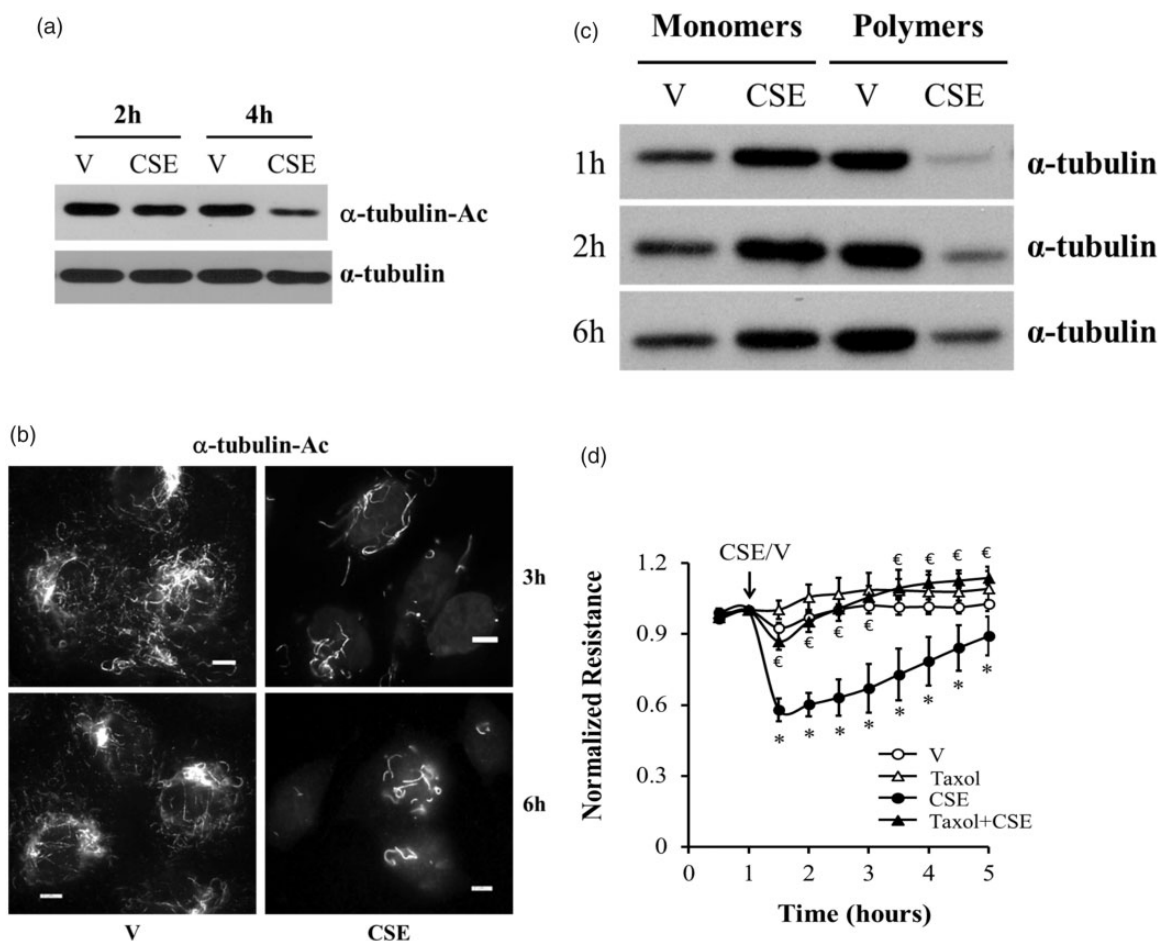 (a)
2h 4h
V CSE V CSE
α-tubulin-Ac
α-tubulin
(b)
α-tubulin-Ac
3h
6h
V CSE
(c)
Monomers Polymers
V CSE V CSE
1h α-tubulin
2h α-tubulin
6h α-tubulin
(d)
CSE/V
€ € € €
€ € € €
* * * * * * * *
1.2
0.9
0.6
0.3
0
Normalized Resistance
V
Taxol
CSE
Taxol+CSE
0 1 2 3 4 5
Time (hours)